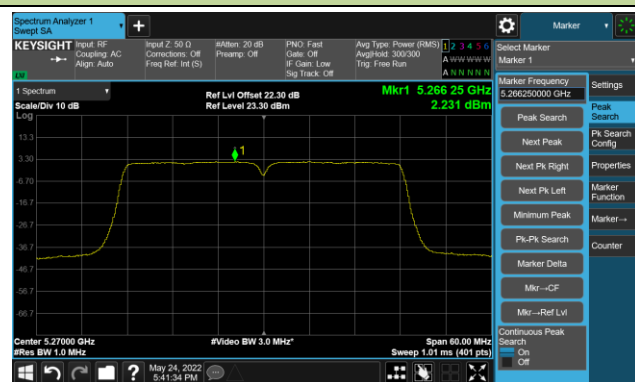 Spectrum Analyzer 1
Swept SA
+
Marker
KEYSIGHT
Input: RF
Coupling: AC
Align: Auto
Input Z: 50 Ω
Corrections: Off
Freq Ref: Int (S)
#Atten: 20 dB
Preamp: Off
PNO: Fast
Gate: Off
IF Gain: Low
Sig Track: Off
Avg Type: Power (RMS)
Avg|Hold: 300/300
Trig: Free Run
1 2 3 4 5 6
A W W W W W
A N N N N N
LW
Select Marker
Marker 1
1 Spectrum
Scale/Div 10 dB
Log
Ref Lvl Offset 22.30 dB
Ref Level 23.30 dBm
Mkr1 5.266 25 GHz
2.231 dBm
1
13.3
3.30
-6.70
-16.7
-26.7
-36.7
-46.7
-56.7
-66.7
Center 5.27000 GHz
#Res BW 1.0 MHz
#Video BW 3.0 MHz*
Span 60.00 MHz
Sweep 1.01 ms (401 pts)
Marker Frequency
5.266250000 GHz
Peak Search
Next Peak
Next Pk Right
Next Pk Left
Minimum Peak
Pk-Pk Search
Marker Delta
Mkr→CF
Mkr→Ref Lvl
Continuous Peak
Search
On
Off
Settings
Peak
Search
Pk Search
Config
Properties
Marker
Function
Marker→
Counter
?
May 24, 2022
5:41:34 PM